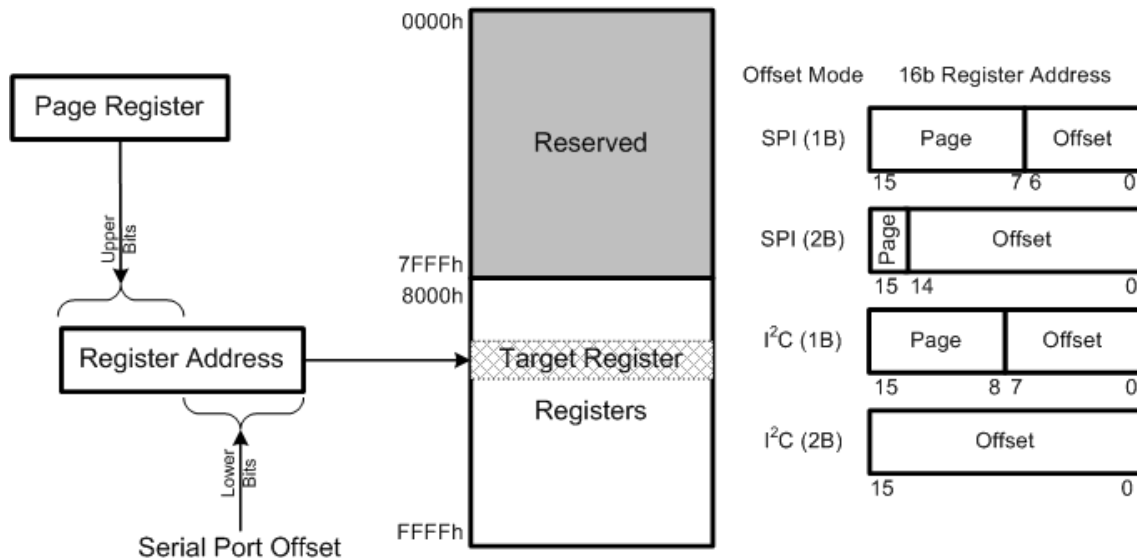 Page Register
Upper
Bits
Register Address
Lower
Bits
Serial Port Offset
0000h
Reserved
7FFFh
8000h
Target Register
Registers
FFFFh
Offset Mode 16b Register Address
SPI (1B) Page Offset
15 7 6 0
SPI (2B) Page Offset
15 14 0
I²C (1B) Page Offset
15 8 7 0
I²C (2B) Offset
15 0